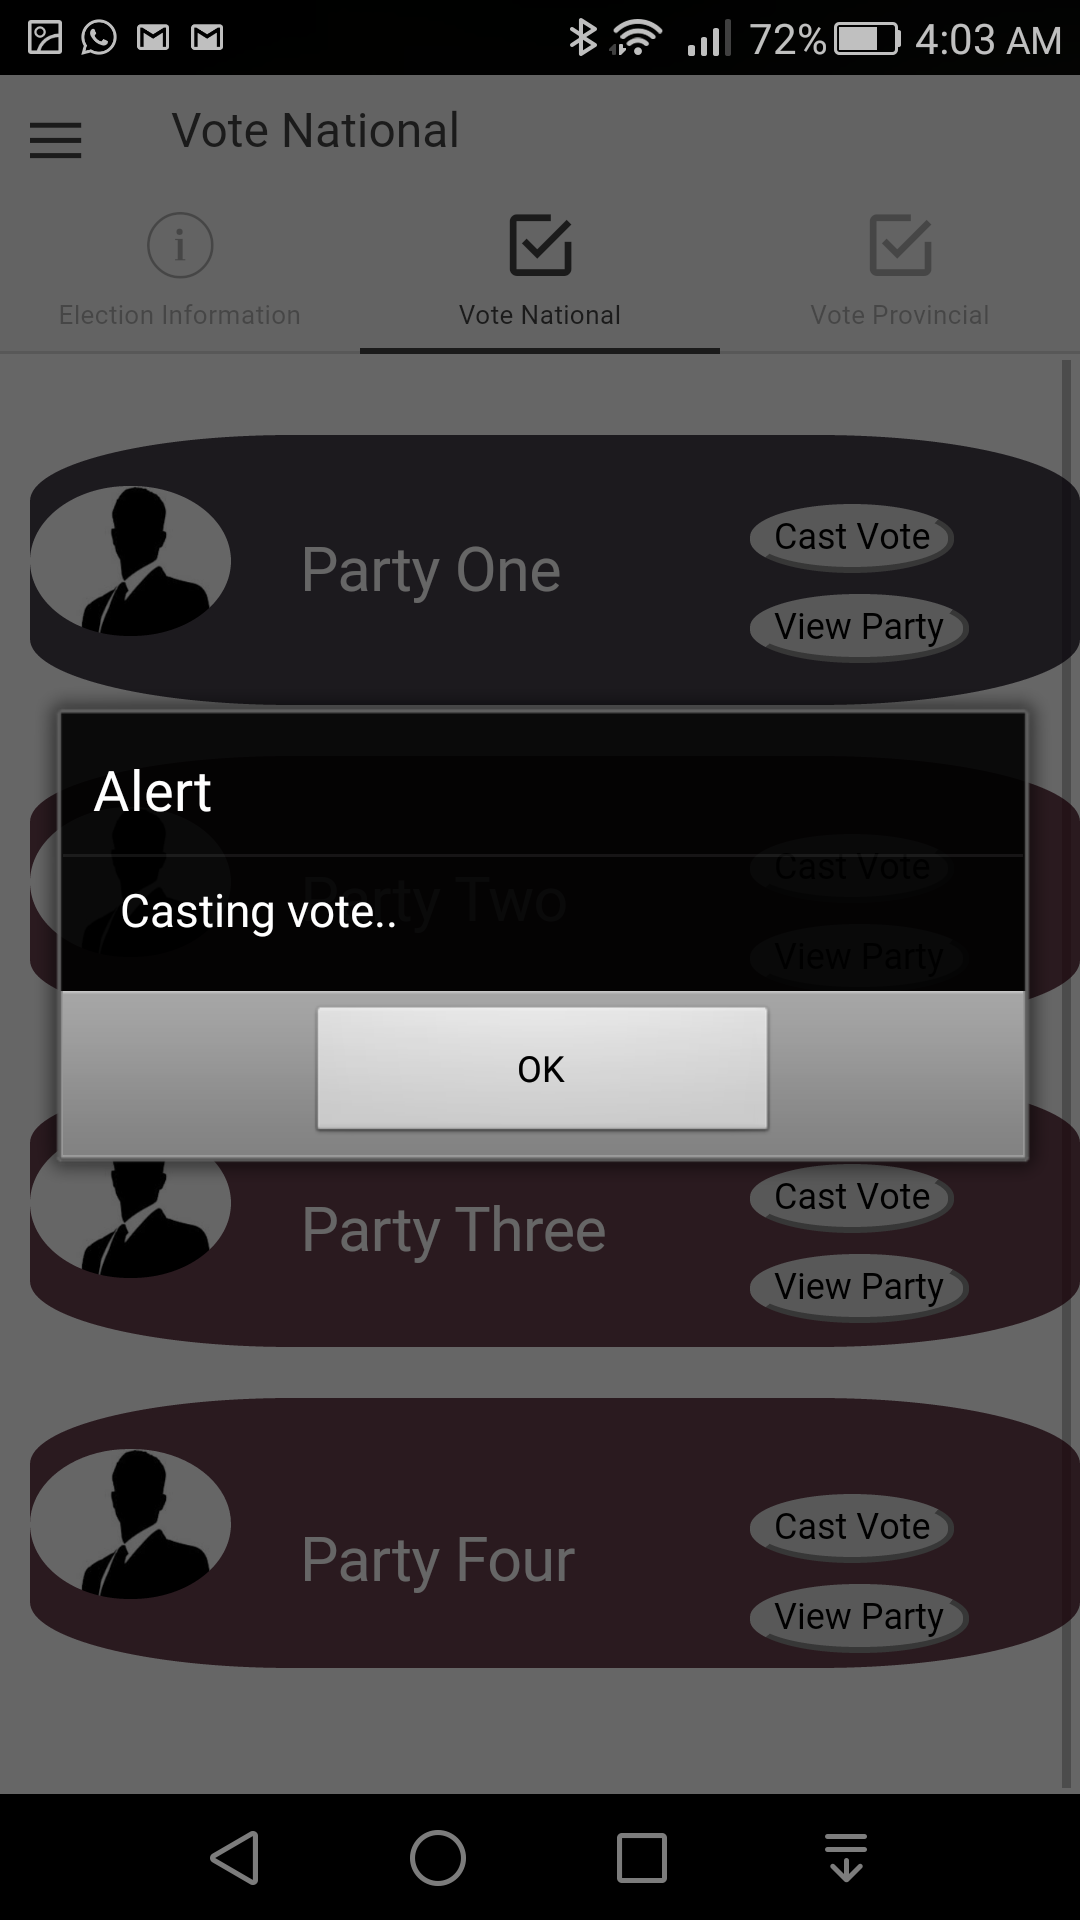 72% 4:03 AM
Vote National
Election Information
Vote National
Vote Provincial
Party One
Cast Vote
View Party
Alert
Party Two
Cast Vote
Casting vote..
View Party
OK
Party Three
Cast Vote
View Party
Party Four
Cast Vote
View Party